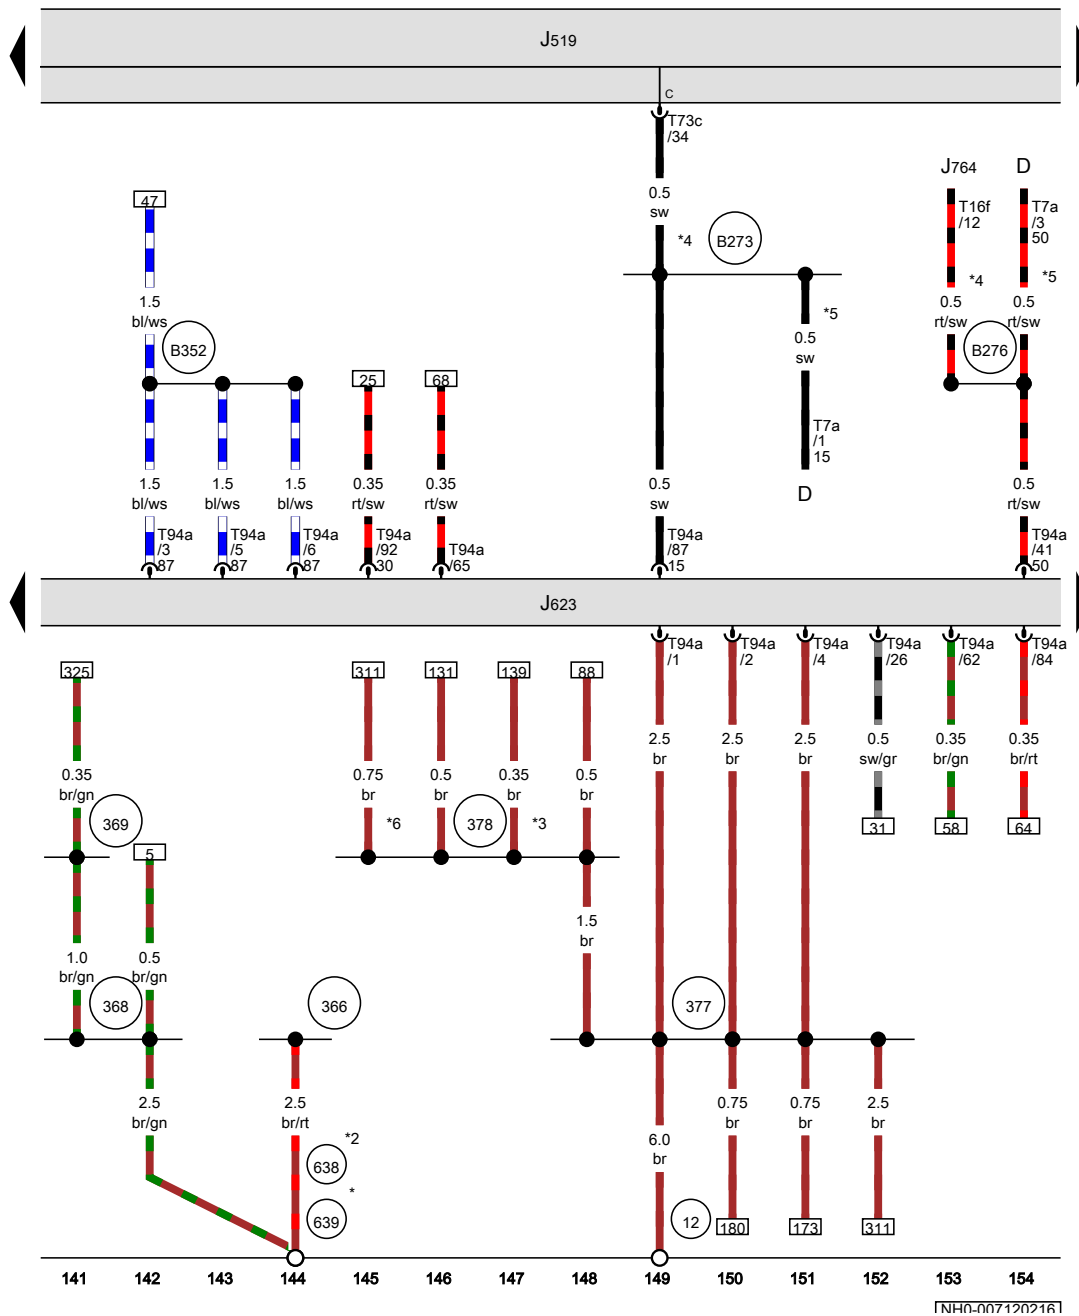 J519
C
T73c
/34
J764 D
47
T16f
/12
T7a
/3
50
0.5
sw
*4
B273
*4
*5
1.5
bl/ws
*5
0.5
rt/sw
0.5
rt/sw
B352
0.5
sw
B276
25
68
T7a
/1
15
1.5
bl/ws
1.5
bl/ws
1.5
bl/ws
0.35
rt/sw
0.35
rt/sw
0.5
sw
D
0.5
rt/sw
T94a
/3
87
T94a
/5
87
T94a
/6
87
T94a
/92
30
T94a
/65
T94a
/87
15
T94a
/41
50
J623
T94a
/1
T94a
/2
T94a
/4
T94a
/26
T94a
/62
T94a
/84
325
311
131
139
88
2.5
br
2.5
br
2.5
br
0.5
sw/gr
0.35
br/gn
0.35
br/rt
0.35
br/gn
0.75
br
0.5
br
0.35
br
0.5
br
369
*6
378
*3
31
58
64
5
1.5
br
1.0
br/gn
0.5
br/gn
368
366
377
2.5
br/gn
2.5
br/rt
0.75
br
0.75
br
2.5
br
*2
638
6.0
br
*
639
12
180
173
311
141 142 143 144 145 146 147 148 149 150 151 152 153 154
NH0-007120216